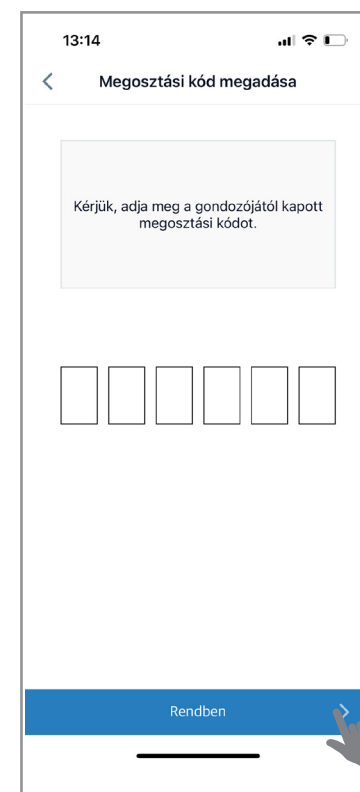 13:14
Megosztási kód megadása
Kérjük, adja meg a gondozójától kapott
megosztási kódot.
Rendben